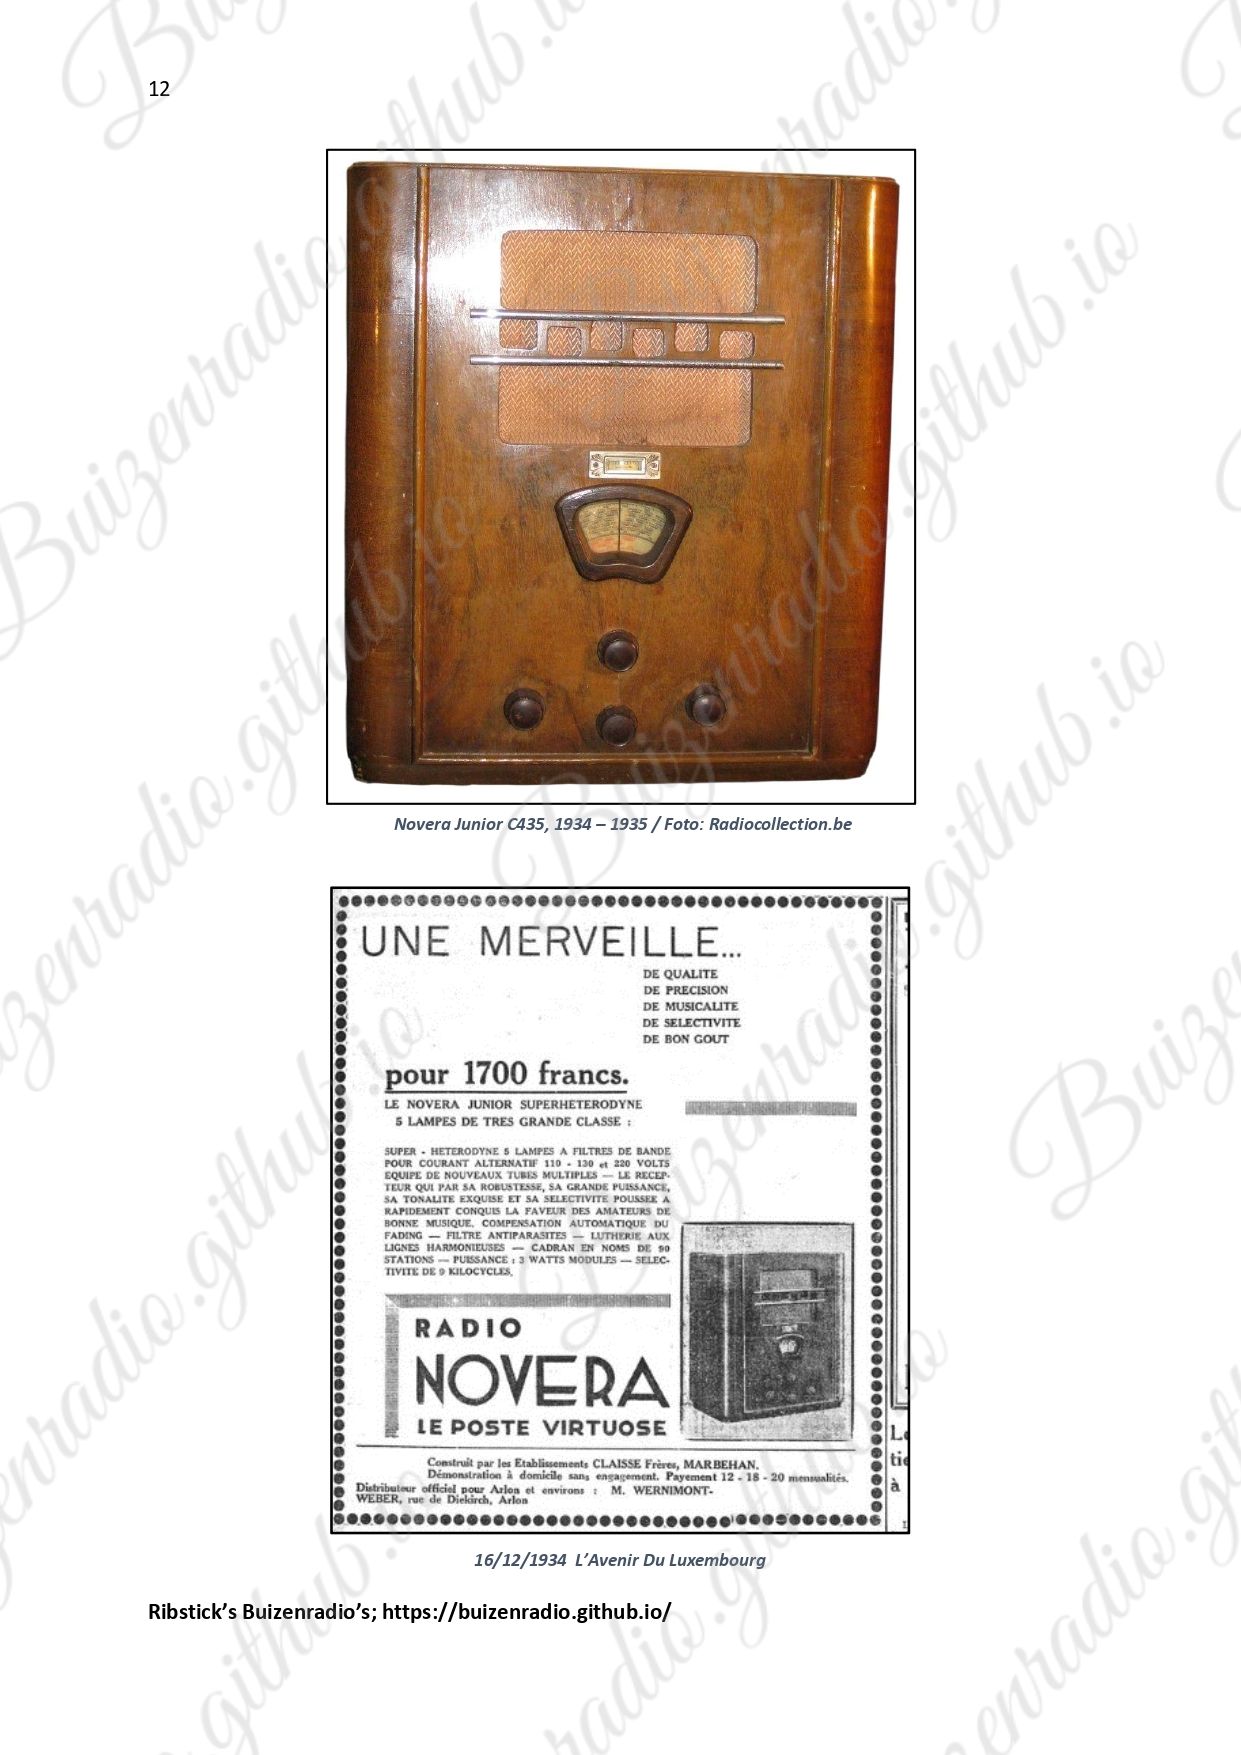 12
Novera Junior C435, 1934 – 1935 / Foto: Radiocollection.be
UNE MERVEILLE...
DE QUALITE
DE PRECISION
DE MUSICALITE
DE SELECTIVITE
DE BON GOUT
pour 1700 francs.
LE NOVERA JUNIOR SUPERHETERODYNE
5 LAMPES DE TRES GRANDE CLASSE :
SUPER - HETERODYNE 5 LAMPES A FILTRES DE BANDE
POUR COURANT ALTERNATIF 110 - 130 et 220 VOLTS
EQUIPE DE NOUVEAUX TUBES MULTIPLES — LE RECEP-
TEUR QUI PAR SA ROBUSTESSE, SA GRANDE PUISSANCE,
SA TONALITE EXQUISE ET SA SELECTIVITE POUSSEE A
RAPIDEMENT CONQUIS LA FAVEUR DES AMATEURS DE
BONNE MUSIQUE. COMPENSATION AUTOMATIQUE DU
FADING — FILTRE ANTIPARASITES — LUTHERIE AUX
LIGNES HARMONIEUSES — CADRAN EN NOMS DE 90
STATIONS — PUISSANCE : 3 WATTS MODULES — SELEC-
TIVITE DE 9 KILOCYCLES.
RADIO
NOVERA
LE POSTE VIRTUOSE
Construit par les Etablissements CLAISSE Frères, MARBEHAN.
Démonstration à domicile sans engagement. Payement 12 - 18 - 20 mensualités.
Distributeur officiel pour Arlon et environs : M. WERNIMONT-
WEBER, rue de Diekirch, Arlon
16/12/1934 L’Avenir Du Luxembourg
Ribstick’s Buizenradio’s; https://buizenradio.github.io/
Buizenradio.github.io